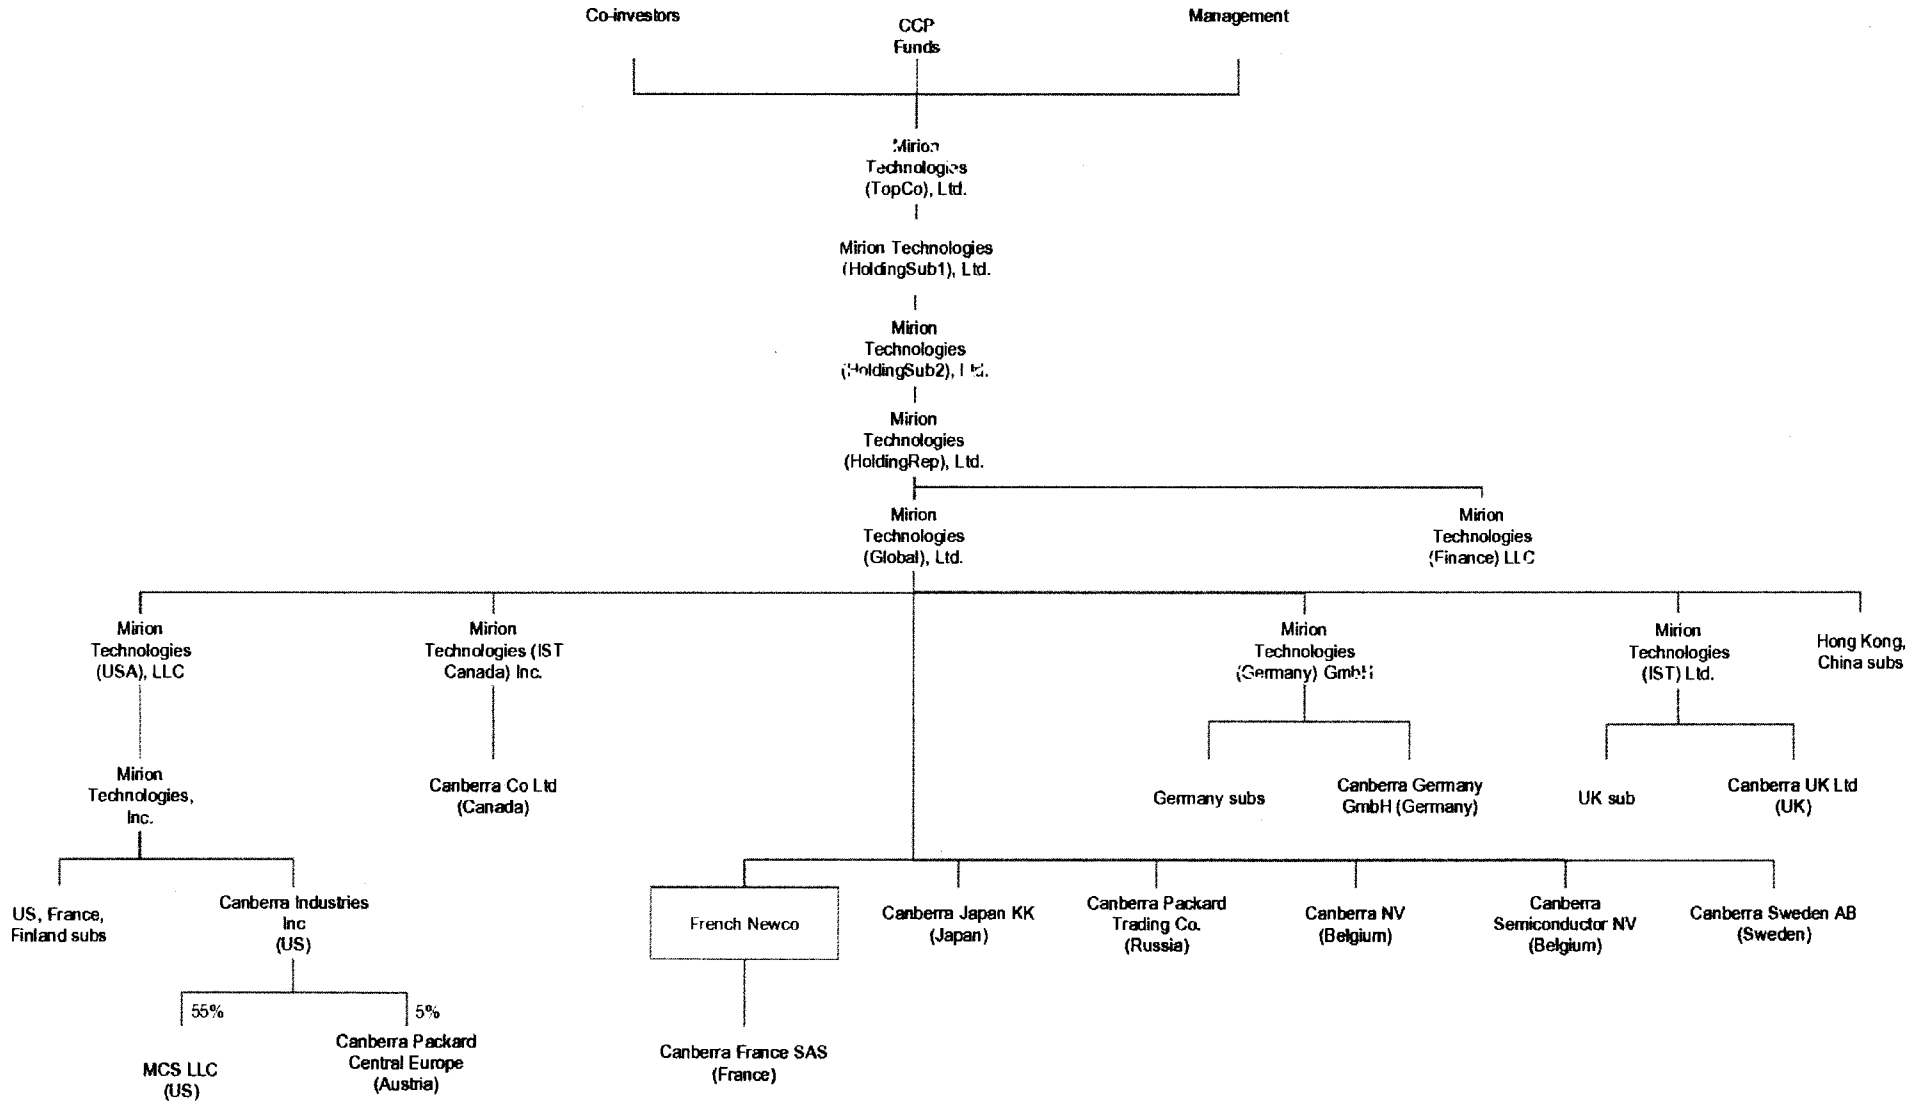 Co-investors
CCP
Funds
Management
Mirion
Technologies
(TopCo), Ltd.
Mirion Technologies
(HoldingSub1), Ltd.
Mirion
Technologies
(HoldingSub2), Ltd.
Mirion
Technologies
(HoldingRep), Ltd.
Mirion
Technologies
(Global), Ltd.
Mirion
Technologies
(Finance) LLC
Mirion
Technologies
(USA), LLC
Mirion
Technologies (IST
Canada) Inc.
Mirion
Technologies
(Germany) GmbH
Mirion
Technologies
(IST) Ltd.
Hong Kong,
China subs
Mirion
Technologies,
Inc.
Canberra Co Ltd
(Canada)
Germany subs
Canberra Germany
GmbH (Germany)
UK sub
Canberra UK Ltd
(UK)
US, France,
Finland subs
Canberra Industries
Inc
(US)
French Newco
Canberra Japan KK
(Japan)
Canberra Packard
Trading Co.
(Russia)
Canberra NV
(Belgium)
Canberra
Semiconductor NV
(Belgium)
Canberra Sweden AB
(Sweden)
55%
5%
MCS LLC
(US)
Canberra Packard
Central Europe
(Austria)
Canberra France SAS
(France)